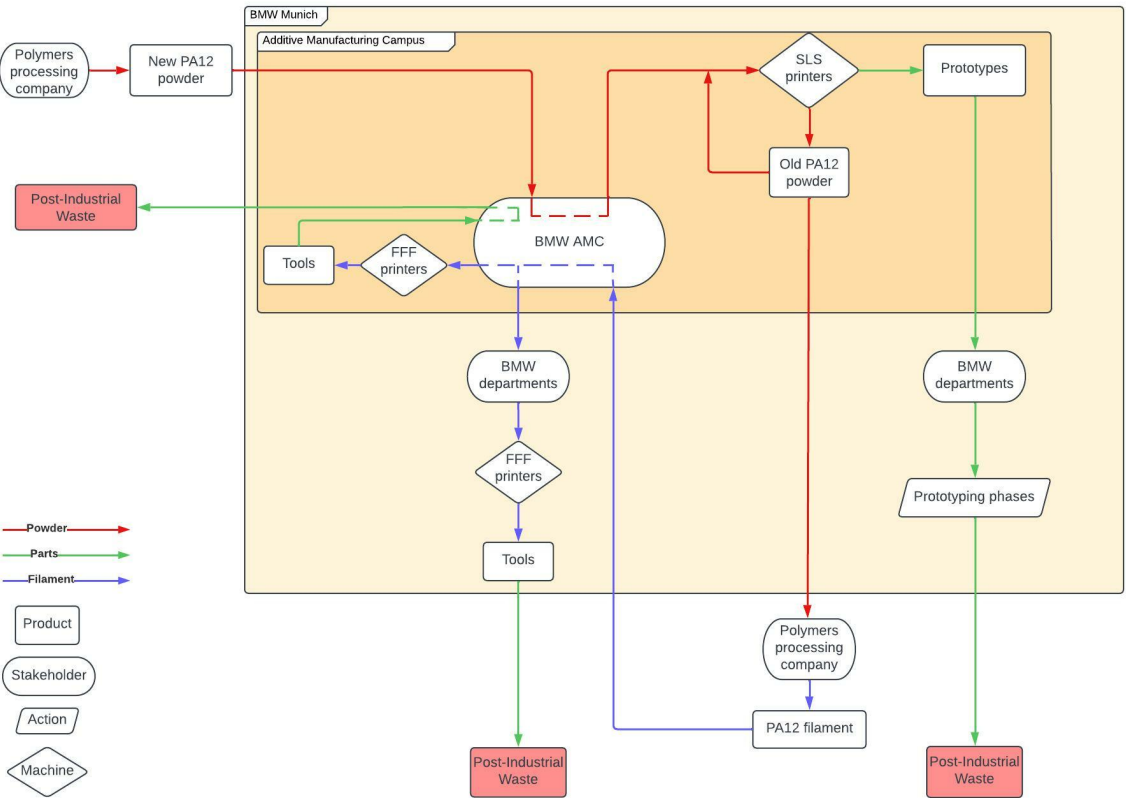 BMW Munich
Additive Manufacturing Campus
Polymers
processing
company
New PA12
powder
SLS
printers
Prototypes
Old PA12
powder
Post-Industrial
Waste
BMW AMC
Tools
FFF
printers
BMW
departments
BMW
departments
FFF
printers
Prototyping phases
Tools
Powder
Parts
Filament
Product
Stakeholder
Action
Machine
Polymers
processing
company
PA12 filament
Post-Industrial
Waste
Post-Industrial
Waste